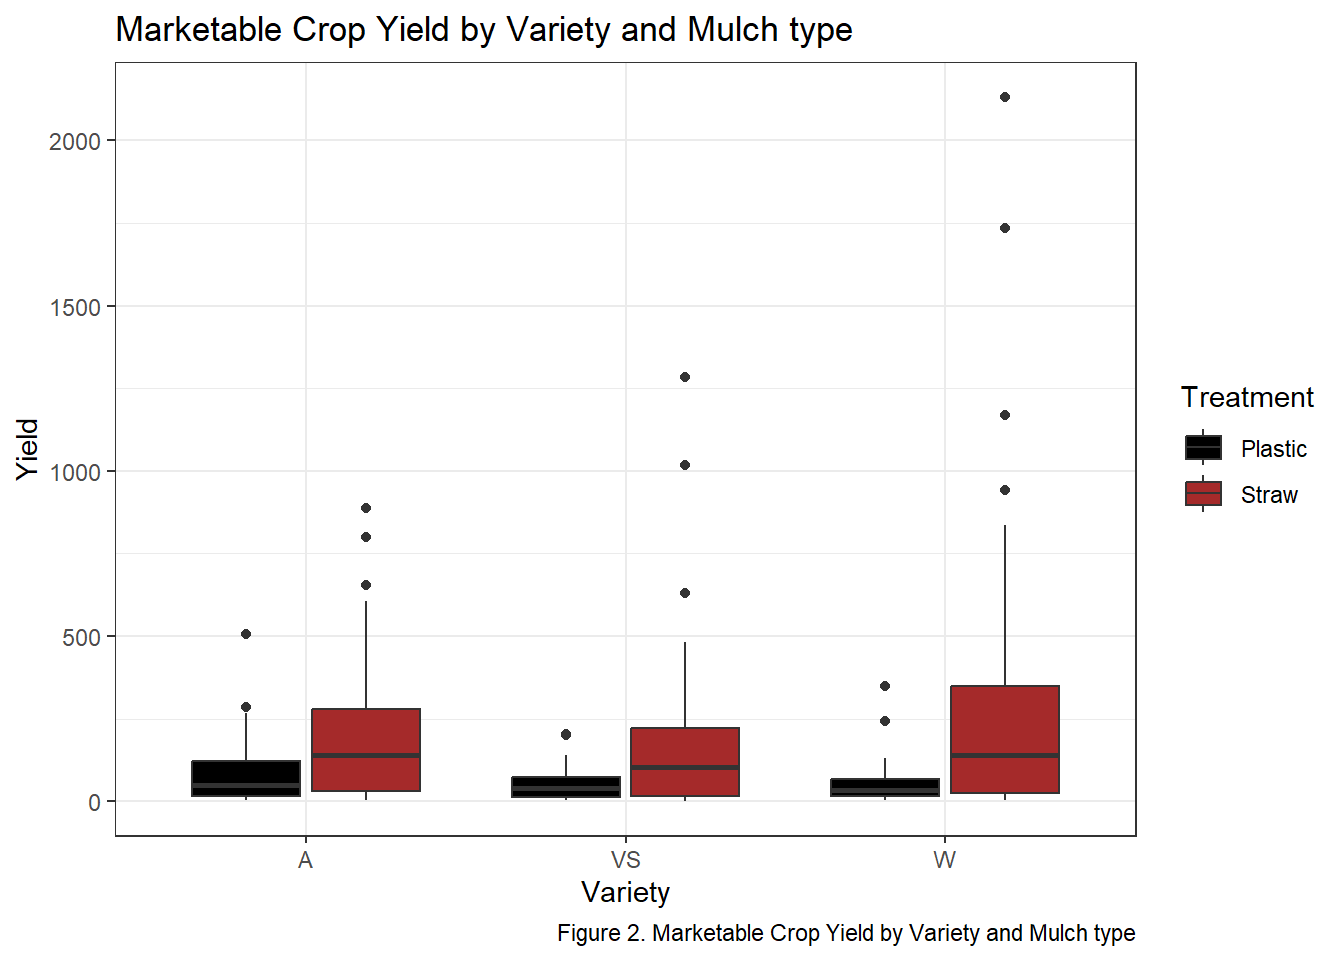 Marketable Crop Yield by Variety and Mulch type
2000
1500
1000
500
0
Yield
A
VS
W
Variety
Treatment
Plastic
Straw
Figure 2. Marketable Crop Yield by Variety and Mulch type